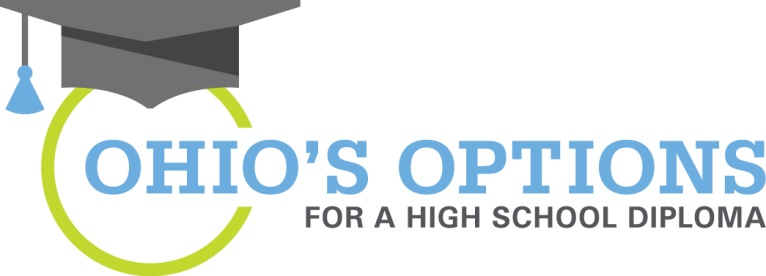 OHIO'S OPTIONS
FOR A HIGH SCHOOL DIPLOMA